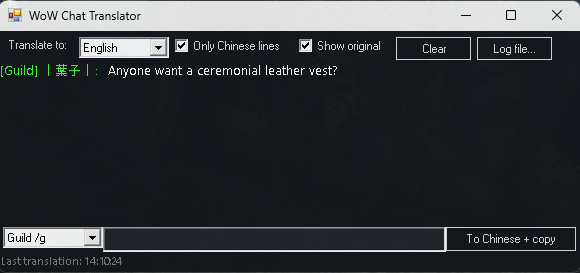 WoW Chat Translator
Translate to: English Only Chinese lines Show original Clear Log file...
[Guild] ｜葉子｜: Anyone want a ceremonial leather vest?
Guild /g To Chinese + copy
Last translation: 14:10:24